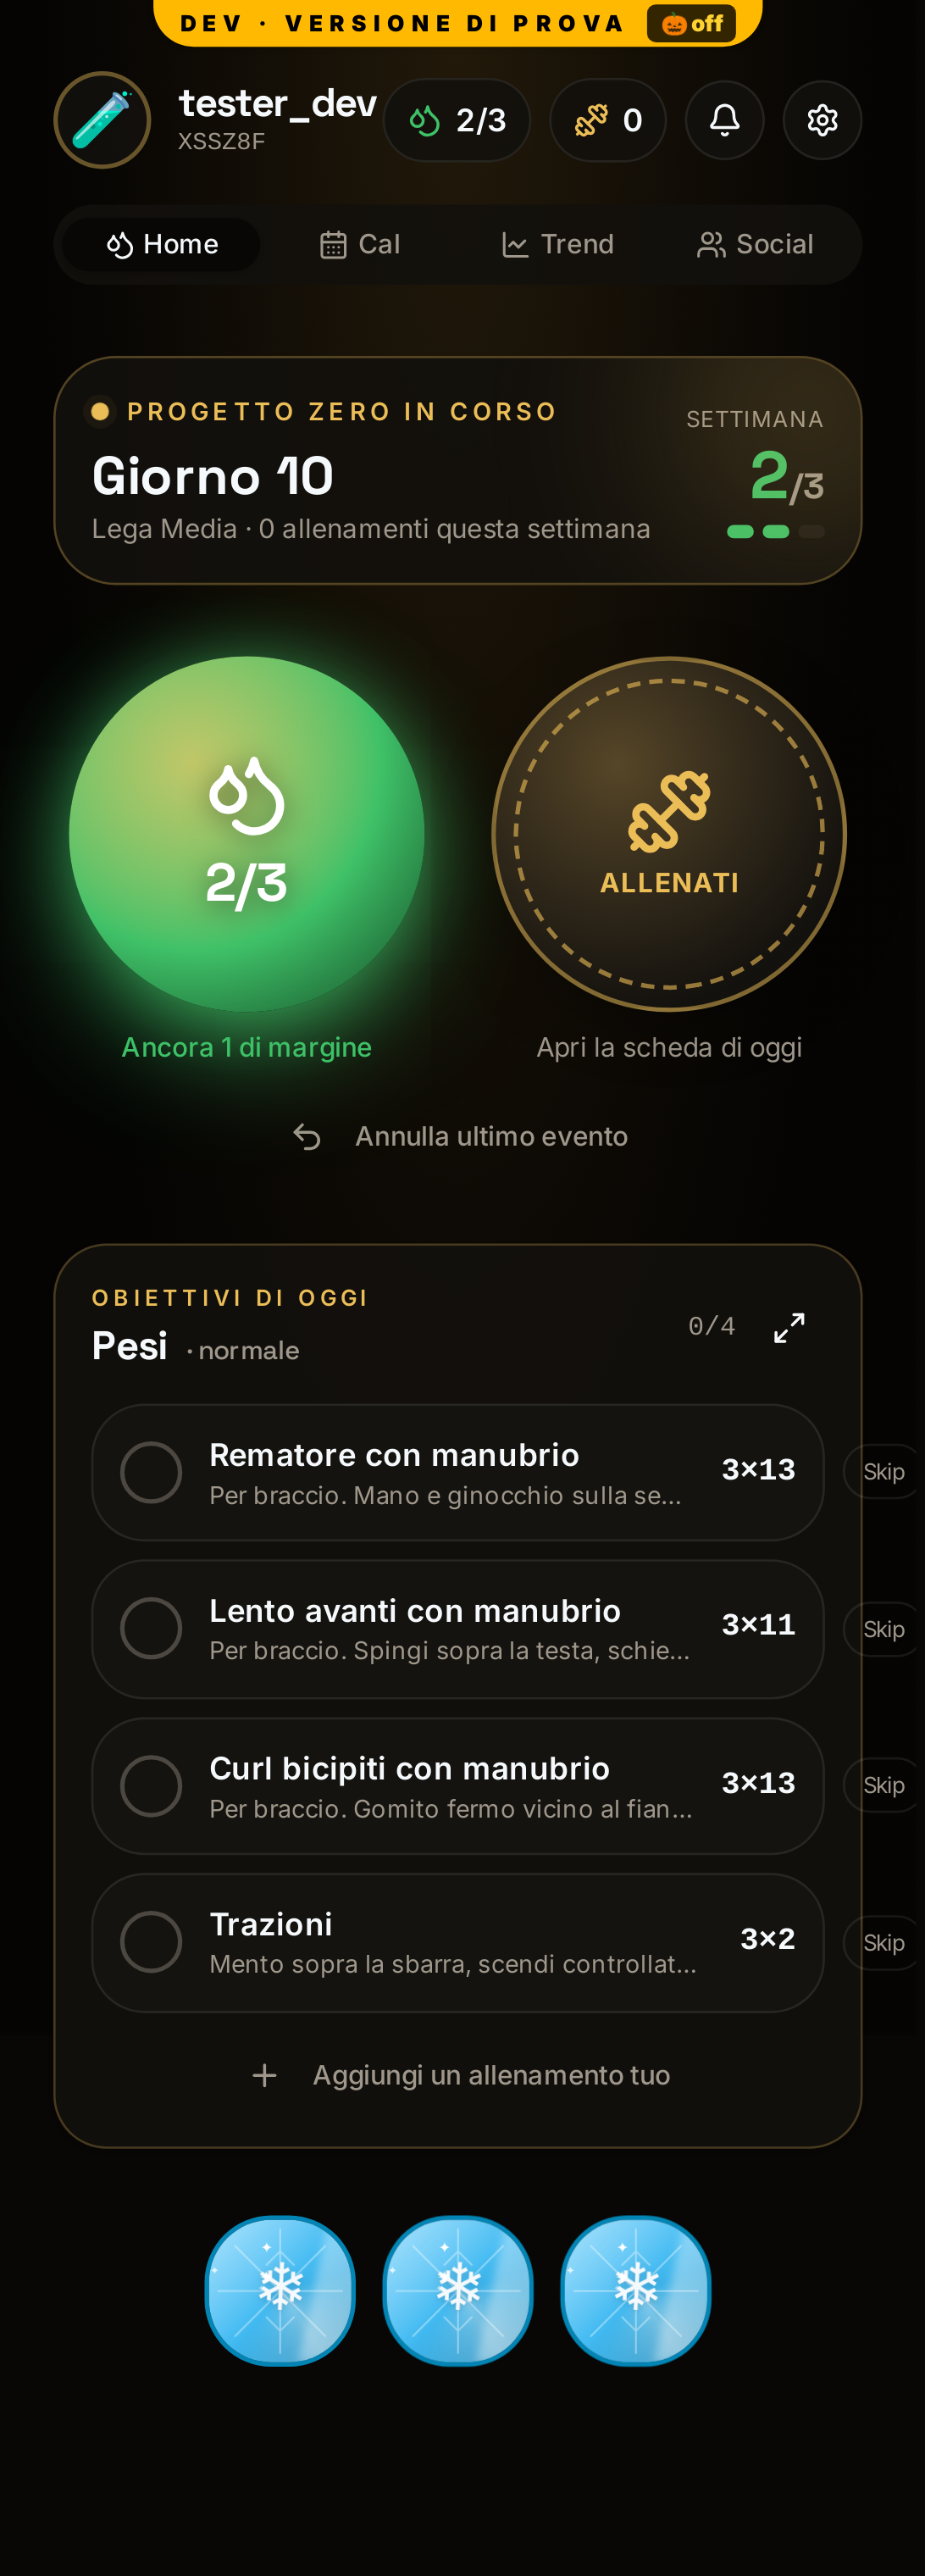 DEV · VERSIONE DI PROVA 🎃off
tester_dev
XSSZ8F
2/3
0
Home
Cal
Trend
Social
PROGETTO ZERO IN CORSO
Giorno 10
Lega Media · 0 allenamenti questa settimana
SETTIMANA
2/3
2/3
ALLENATI
Ancora 1 di margine
Apri la scheda di oggi
Annulla ultimo evento
OBIETTIVI DI OGGI
Pesi · normale
0/4
Rematore con manubrio
Per braccio. Mano e ginocchio sulla se...
3×13
Skip
Lento avanti con manubrio
Per braccio. Spingi sopra la testa, schie...
3×11
Skip
Curl bicipiti con manubrio
Per braccio. Gomito fermo vicino al fian...
3×13
Skip
Trazioni
Mento sopra la sbarra, scendi controllat...
3×2
Skip
Aggiungi un allenamento tuo